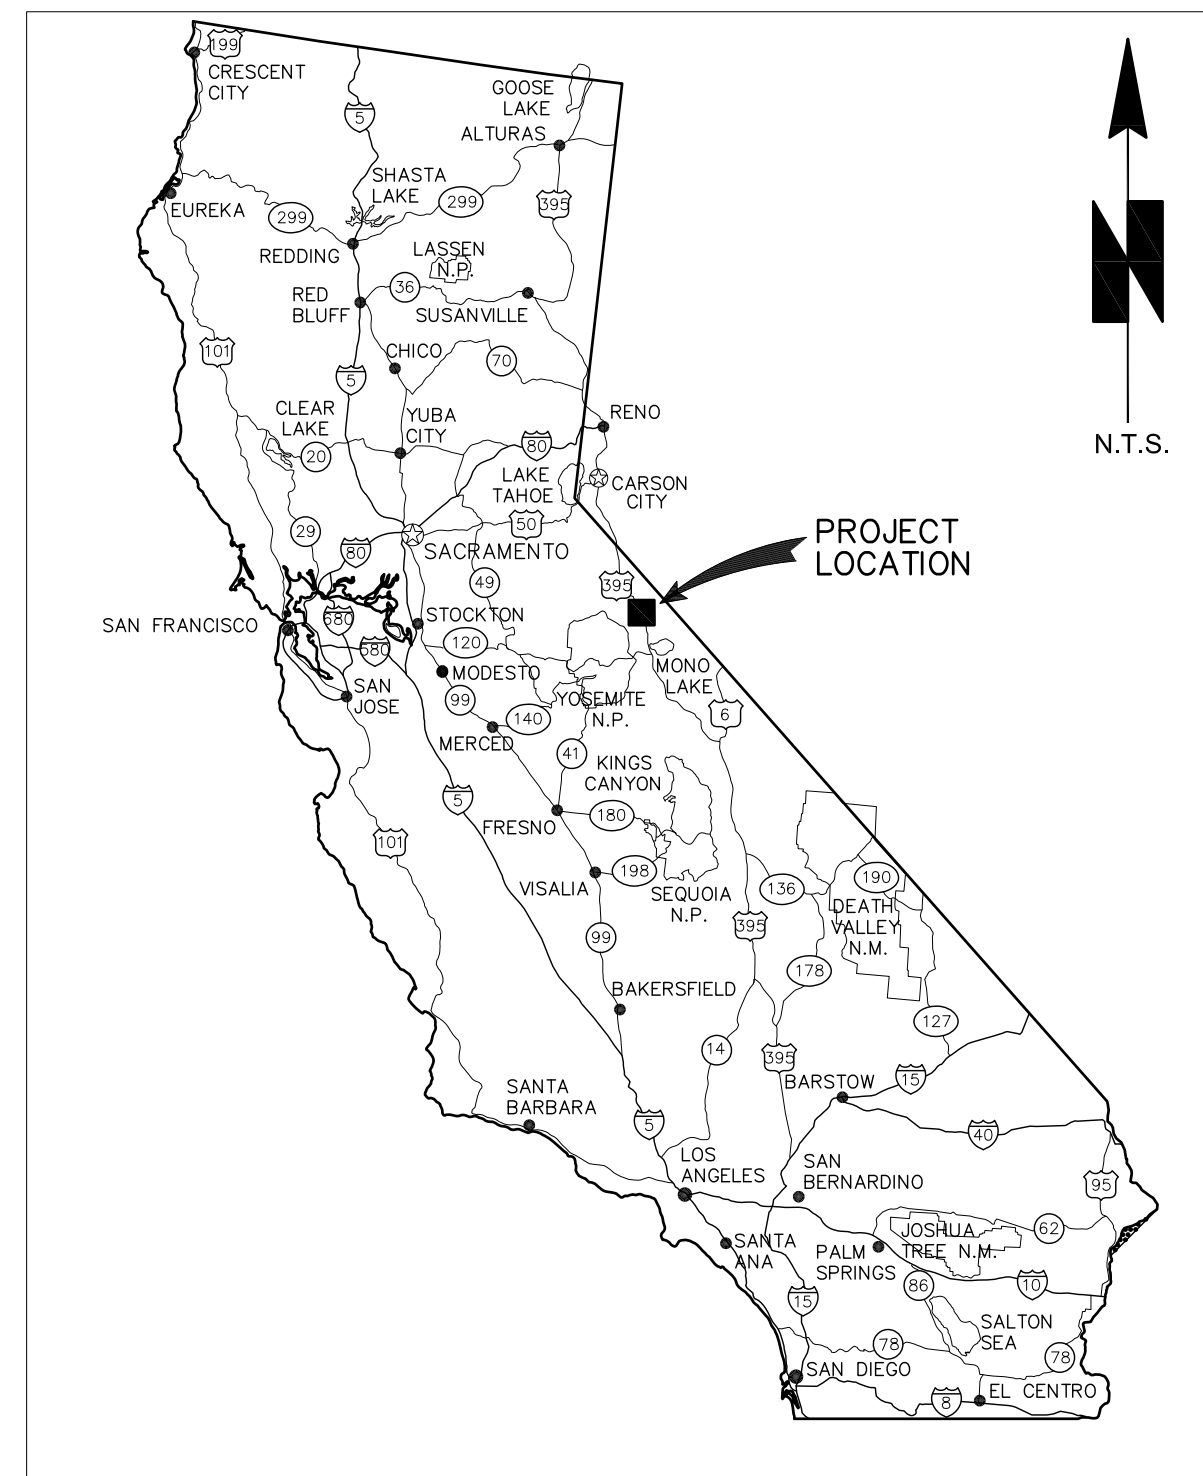 199
CRESCENT
CITY
5
GOOSE
LAKE
ALTURAS
SHASTA
LAKE
299
395
EUREKA
299
REDDING
LASSEN
N.P.
36
RED
BLUFF
SUSANVILLE
101
CHICO
70
5
CLEAR
LAKE
YUBA
CITY
RENO
20
80
N.T.S.
LAKE
TAHOE
CARSON
CITY
29
50
PROJECT
LOCATION
80
SACRAMENTO
49
395
SAN FRANCISCO
680
STOCKTON
120
580
MODESTO
MONO
LAKE
SAN
JOSE
99
YOSEMITE
N.P.
140
6
MERCED
41
KINGS
CANYON
5
180
FRESNO
101
198
VISALIA
SEQUOIA
N.P.
136
190
DEATH
VALLEY
N.M.
395
99
178
BAKERSFIELD
127
14
395
BARSTOW
15
SANTA
BARBARA
5
40
LOS
ANGELES
SAN
BERNARDINO
95
JOSHUA
TREE N.M.
62
SANTA
ANA
PALM
SPRINGS
86
10
15
SALTON
SEA
78
78
SAN DIEGO
EL CENTRO
8